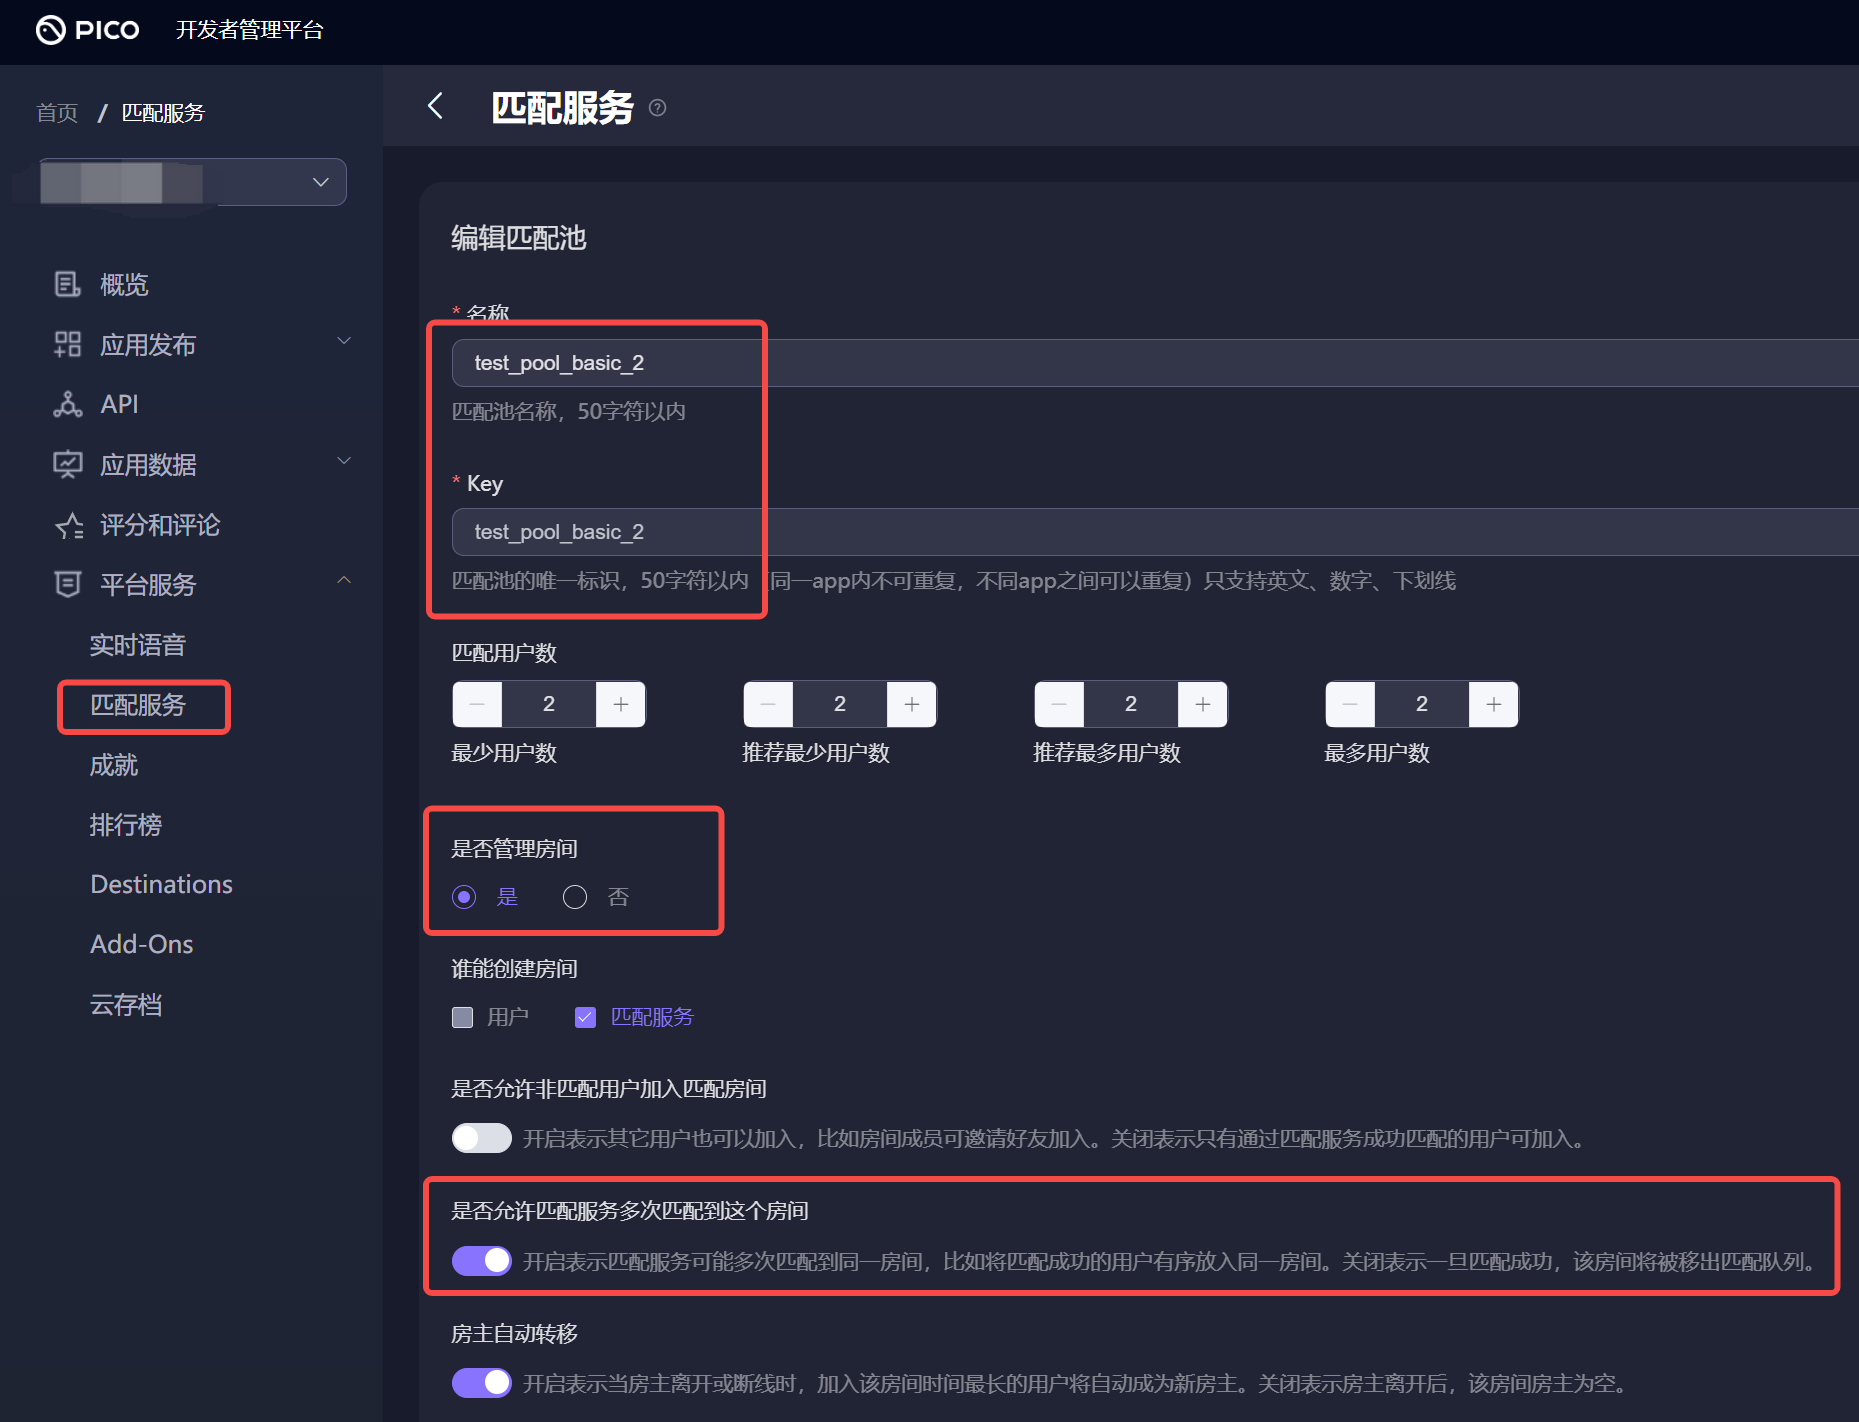 PICO 开发者管理平台
首页 / 匹配服务
概览
应用发布
API
应用数据
评分和评论
平台服务
实时语音
匹配服务
成就
排行榜
Destinations
Add-Ons
云存档
匹配服务
编辑匹配池
* 名称
test_pool_basic_2
匹配池名称，50字符以内
* Key
test_pool_basic_2
匹配池的唯一标识，50字符以内（同一app内不可重复，不同app之间可以重复）只支持英文、数字、下划线
匹配用户数
2 2 2 2
最少用户数 推荐最少用户数 推荐最多用户数 最多用户数
是否管理房间
是 否
谁能创建房间
用户 匹配服务
是否允许非匹配用户加入匹配房间
开启表示其它用户也可以加入，比如房间成员可邀请好友加入。关闭表示只有通过匹配服务成功匹配的用户可加入。
是否允许匹配服务多次匹配到这个房间
开启表示匹配服务可能多次匹配到同一房间，比如将匹配成功的用户有序放入同一房间。关闭表示一旦匹配成功，该房间将被移出匹配队列。
房主自动转移
开启表示当房主离开或断线时，加入该房间时间最长的用户将自动成为新房主。关闭表示房主离开后，该房间房主为空。